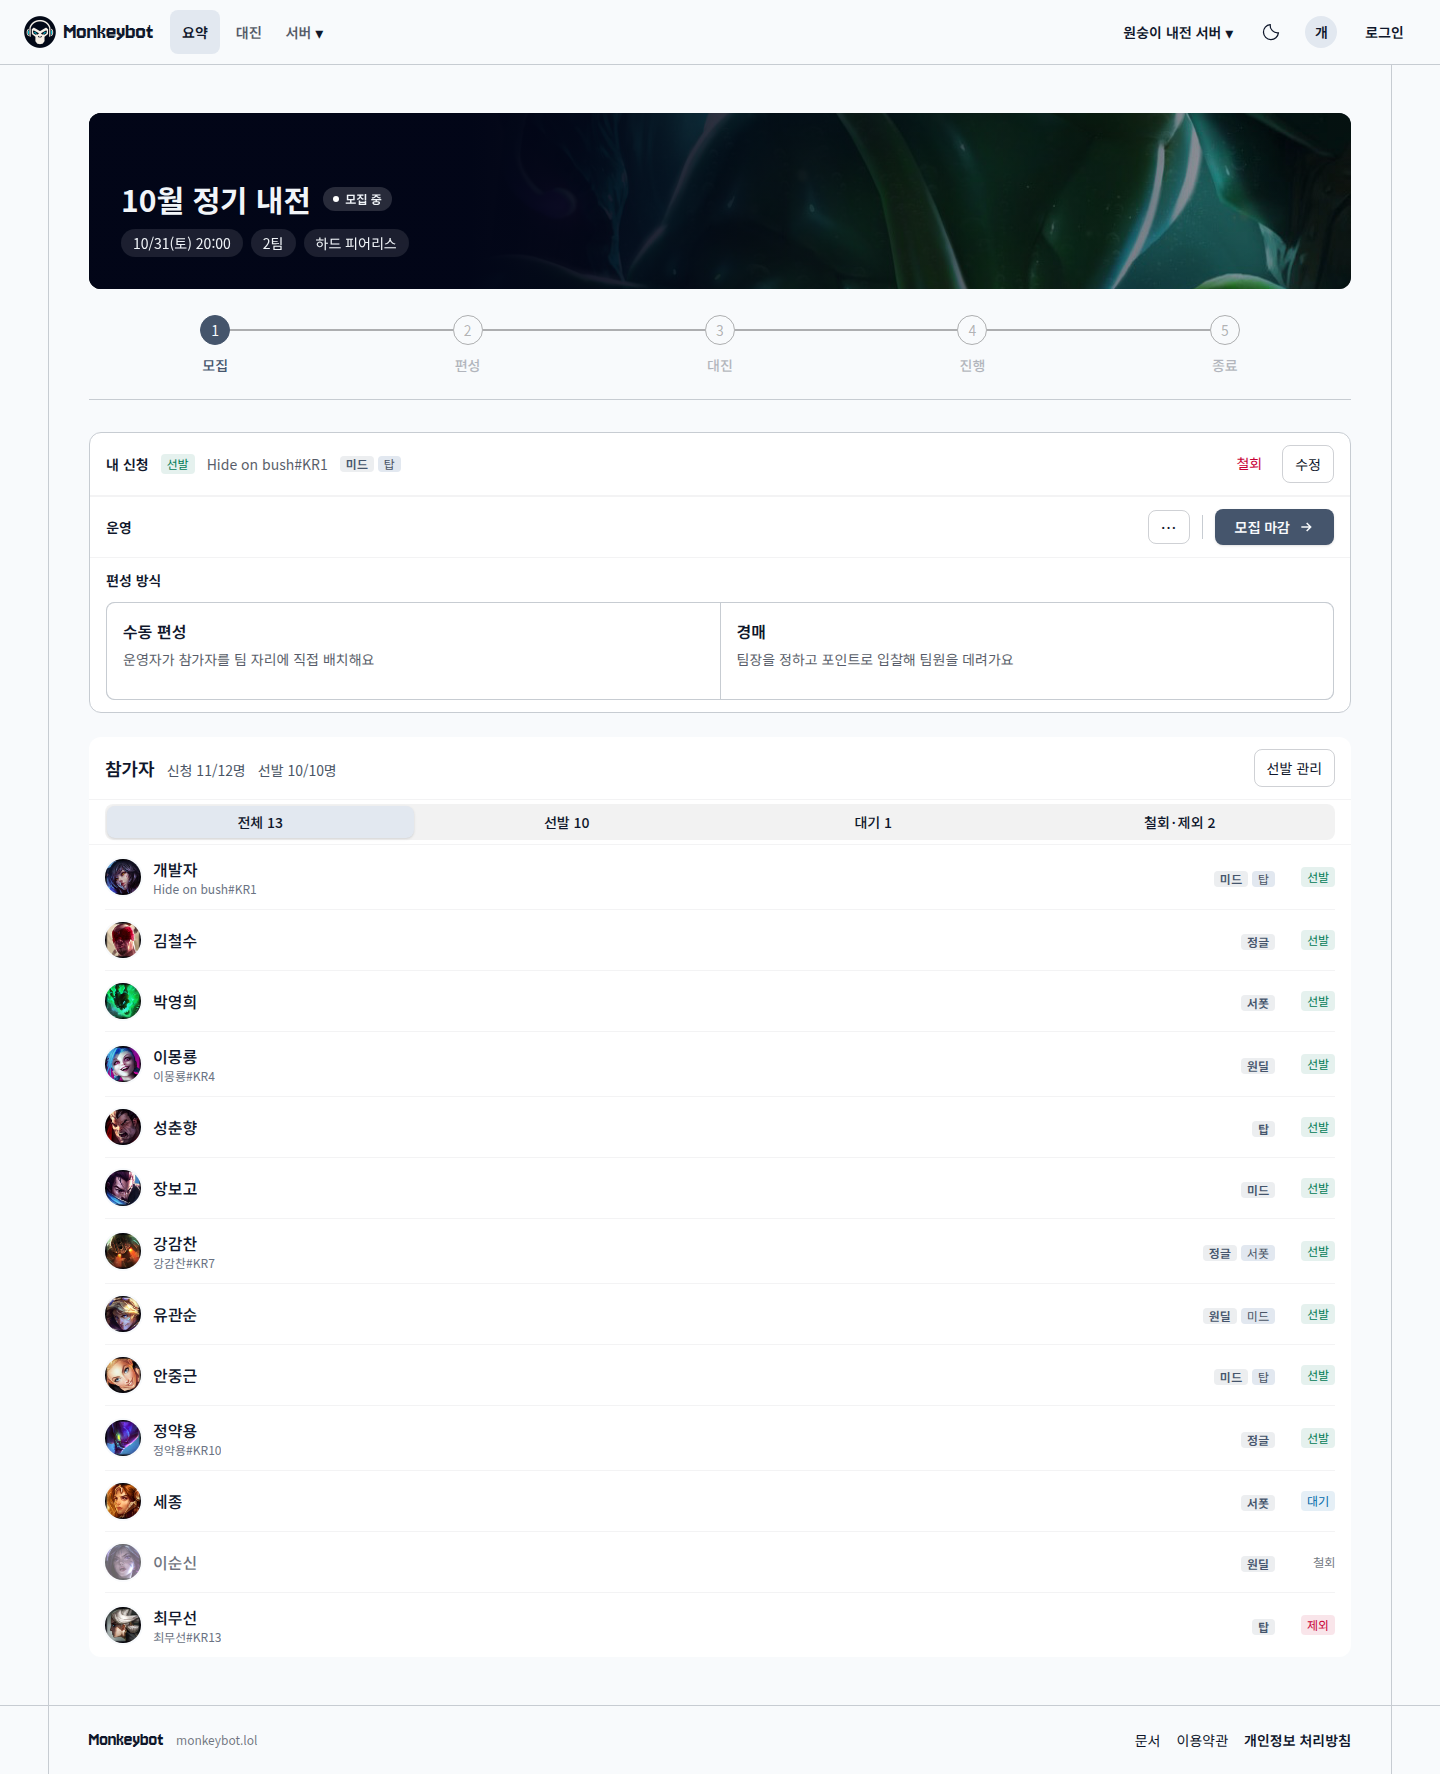 Monkeybot 요약 대진 서버 ▾ 원숭이 내전 서버 ▾ 개 로그인
10월 정기 내전 모집 중
10/31(토) 20:00 2팀 하드 피어리스
1 2 3 4 5
모집 편성 대진 진행 종료
내 신청 선발 Hide on bush#KR1 미드 탑 철회 수정
운영 ... 모집 마감 →
편성 방식
수동 편성 경매
운영자가 참가자를 팀 자리에 직접 배치해요 팀장을 정하고 포인트로 입찰해 팀원을 데려가요
참가자 신청 11/12명 선발 10/10명 선발 관리
전체 13 선발 10 대기 1 철회·제외 2
개발자
Hide on bush#KR1 미드 탑 선발
김철수 정글 선발
박영희 서폿 선발
이몽룡
이몽룡#KR4 원딜 선발
성춘향 탑 선발
장보고 미드 선발
강감찬
강감찬#KR7 정글 서폿 선발
유관순 원딜 미드 선발
안중근 미드 탑 선발
정약용
정약용#KR10 정글 선발
세종 서폿 대기
이순신 원딜 철회
최무선
최무선#KR13 탑 제외
Monkeybot monkeybot.lol 문서 이용약관 개인정보 처리방침